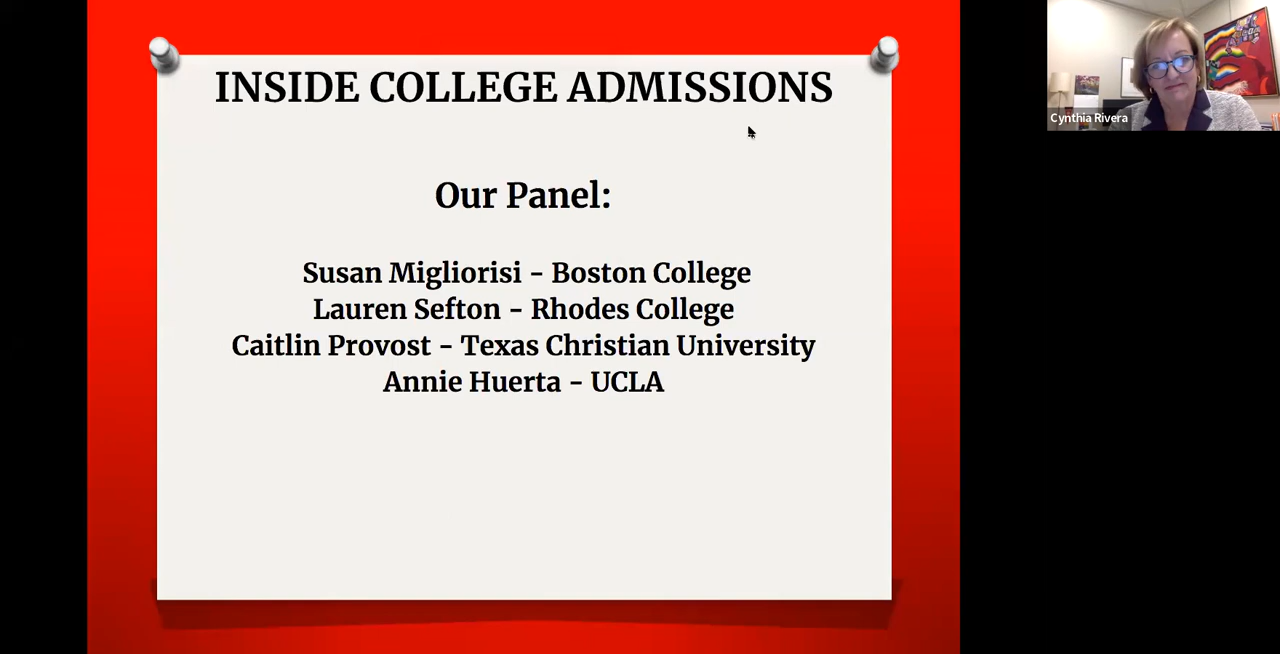 INSIDE COLLEGE ADMISSIONS
Our Panel:
Susan Migliorisi - Boston College
Lauren Sefton - Rhodes College
Caitlin Provost - Texas Christian University
Annie Huerta - UCLA
Cynthia Rivera